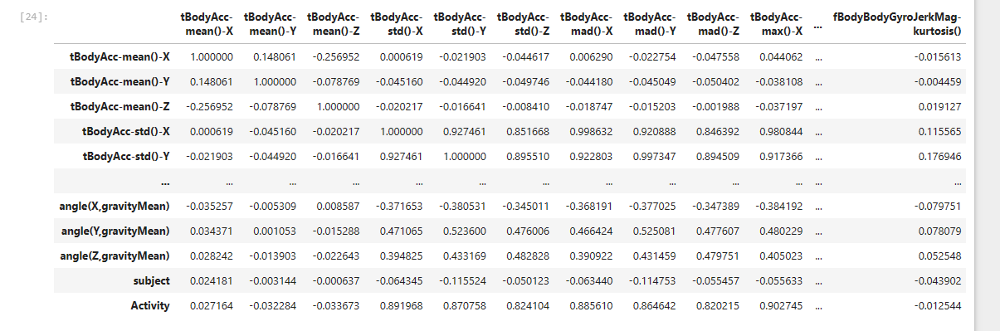 [24]:
tBodyAcc- tBodyAcc- tBodyAcc- tBodyAcc- tBodyAcc- tBodyAcc- tBodyAcc- tBodyAcc- tBodyAcc- tBodyAcc- ... fBodyBodyGyroJerkMag-
mean()-X mean()-Y mean()-Z std()-X std()-Y std()-Z mad()-X mad()-Y mad()-Z max()-X kurtosis()
tBodyAcc-mean()-X 1.000000 0.148061 -0.256952 0.000619 -0.021903 -0.044617 0.006290 -0.022754 -0.047558 0.044062 ... -0.015613
tBodyAcc-mean()-Y 0.148061 1.000000 -0.078769 -0.045160 -0.044920 -0.049746 -0.044180 -0.045049 -0.050402 -0.038108 ... -0.004459
tBodyAcc-mean()-Z -0.256952 -0.078769 1.000000 -0.020217 -0.016641 -0.008410 -0.018747 -0.015203 -0.001988 -0.037197 ... 0.019127
tBodyAcc-std()-X 0.000619 -0.045160 -0.020217 1.000000 0.927461 0.851668 0.998632 0.920888 0.846392 0.980844 ... 0.115565
tBodyAcc-std()-Y -0.021903 -0.044920 -0.016641 0.927461 1.000000 0.895510 0.922803 0.997347 0.894509 0.917366 ... 0.176946
... ... ... ... ... ... ... ... ... ... ... ... ...
angle(X,gravityMean) -0.035257 -0.005309 0.008587 -0.371653 -0.380531 -0.345011 -0.368191 -0.377025 -0.347389 -0.384192 ... -0.079751
angle(Y,gravityMean) 0.034371 0.001053 -0.015288 0.471065 0.523600 0.476006 0.466424 0.525081 0.477607 0.480229 ... 0.078079
angle(Z,gravityMean) 0.028242 -0.013903 -0.022643 0.394825 0.433169 0.482828 0.390922 0.431459 0.479751 0.405023 ... 0.052548
subject 0.024181 -0.003144 -0.000637 -0.064345 -0.115524 -0.050123 -0.063440 -0.114753 -0.055457 -0.055633 ... -0.043902
Activity 0.027164 -0.032284 -0.033673 0.891968 0.870758 0.824104 0.885610 0.864642 0.820215 0.902745 ... -0.012544